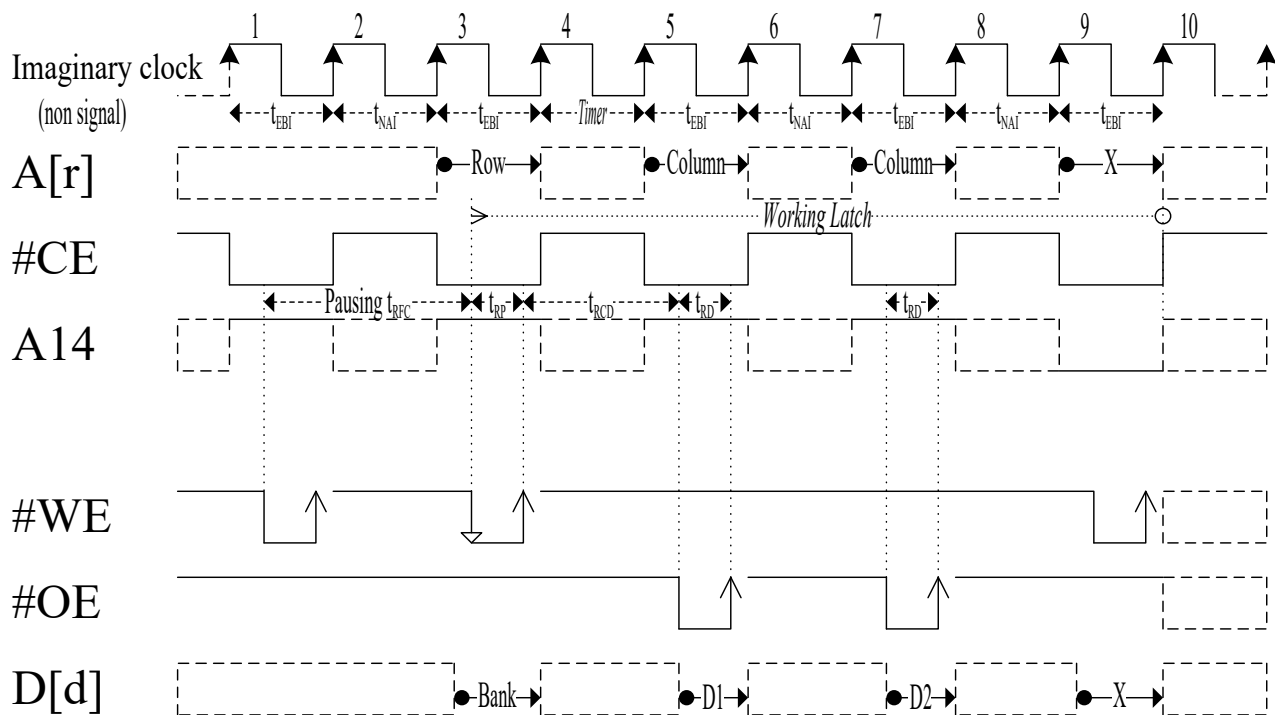 1 2 3 4 5 6 7 8 9 10
Imaginary clock
(non signal)
tEBI tNAI tEBI Timer tEBI tNAI tEBI tNAI tEBI
A[r]
Row Column Column X
Working Latch
#CE
Pausing tRFC tRP tRCD tRD tRD
A14
#WE
#OE
D[d]
Bank D1 D2 X